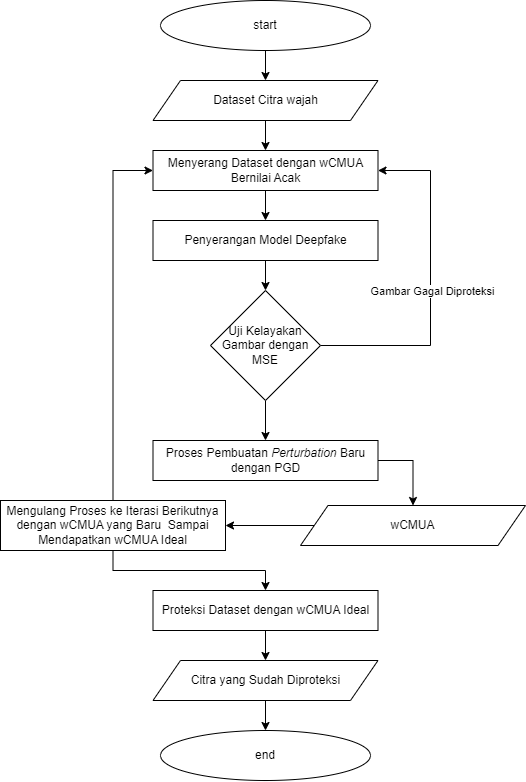 start
Dataset Citra wajah
Menyerang Dataset dengan wCMUA
Bernilai Acak
Penyerangan Model Deepfake
Gambar Gagal Diproteksi
Uji Kelayakan
Gambar dengan
MSE
Proses Pembuatan Perturbation Baru
dengan PGD
wCMUA
Mengulang Proses ke Iterasi Berikutnya
dengan wCMUA yang Baru Sampai
Mendapatkan wCMUA Ideal
Proteksi Dataset dengan wCMUA Ideal
Citra yang Sudah Diproteksi
end